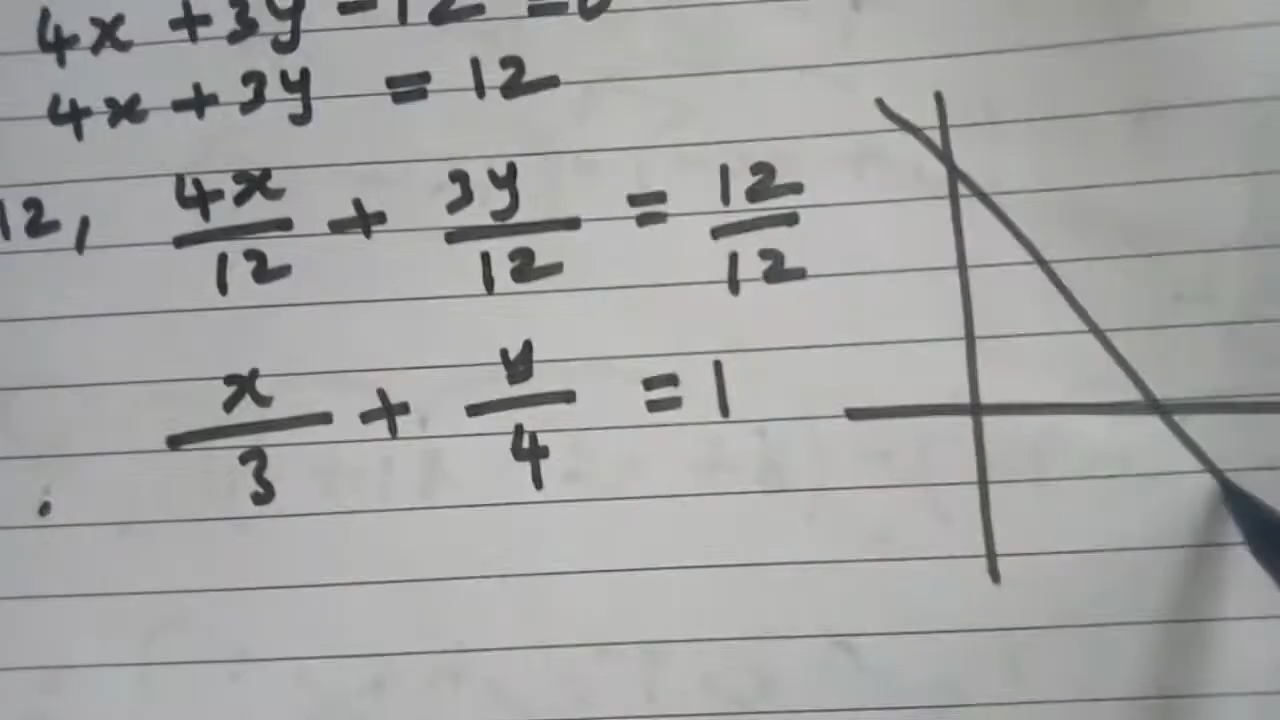 4x + 3y - 12 = 0
4x + 3y = 12
12, 4x/12 + 3y/12 = 12/12
x/3 + y/4 = 1